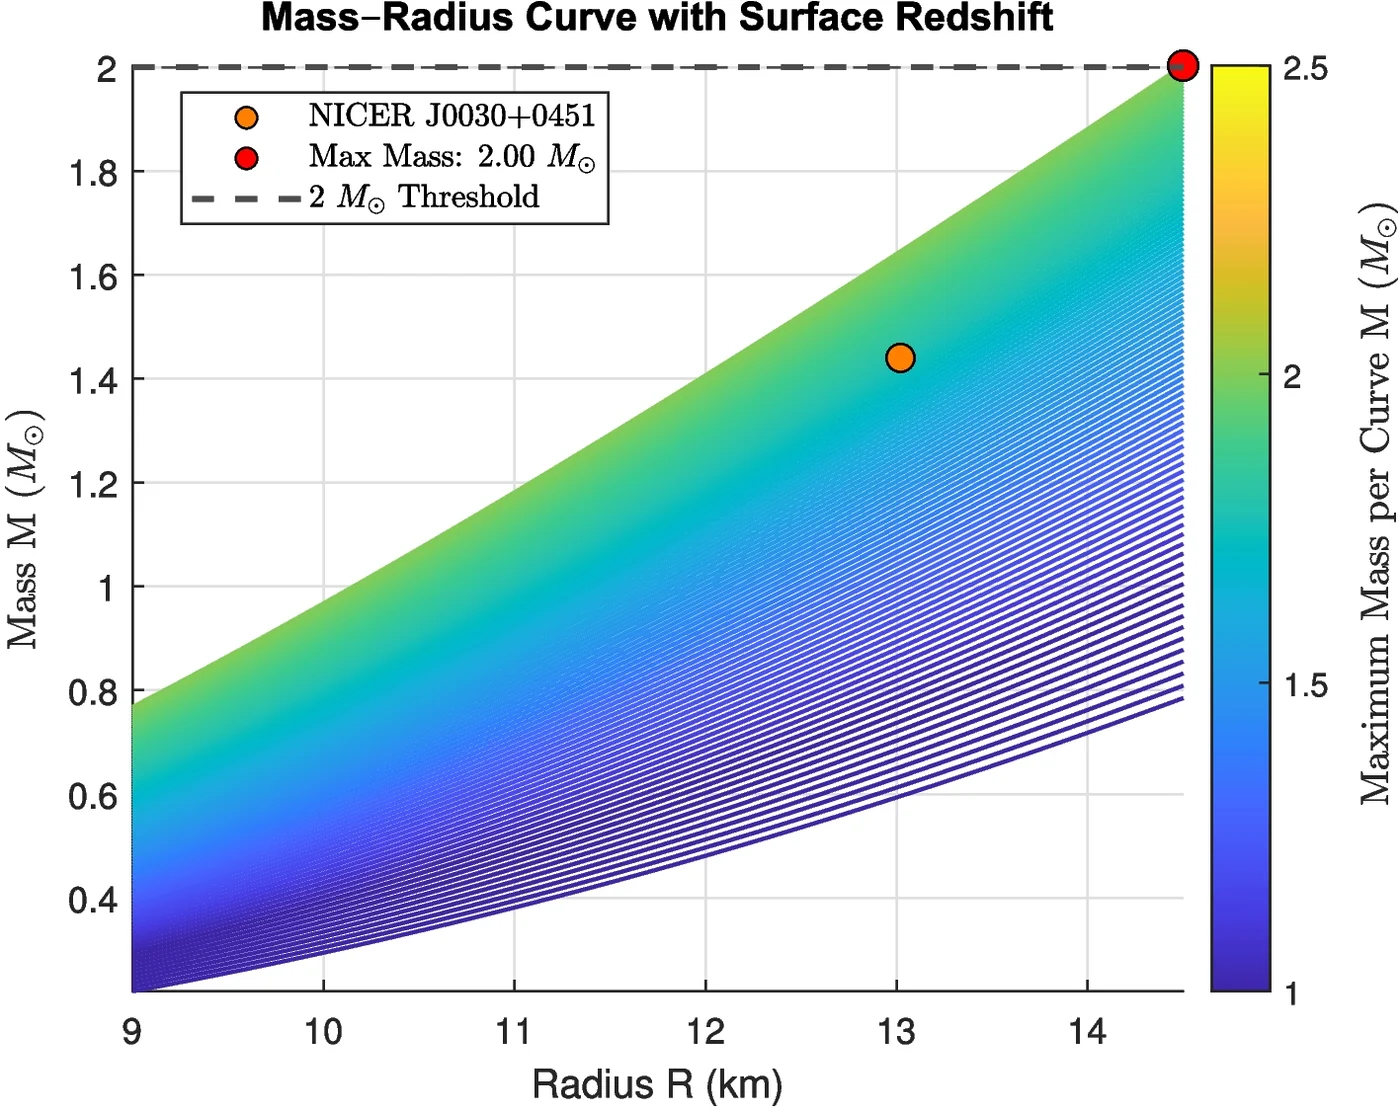 Mass−Radius Curve with Surface Redshift
NICER J0030+0451
Max Mass: 2.00 M⊙
2 M⊙ Threshold
2
1.8
1.6
1.4
1.2
1
0.8
0.6
0.4
Mass M (M⊙)
9 10 11 12 13 14
Radius R (km)
2.5
2
1.5
1
Maximum Mass per Curve M (M⊙)